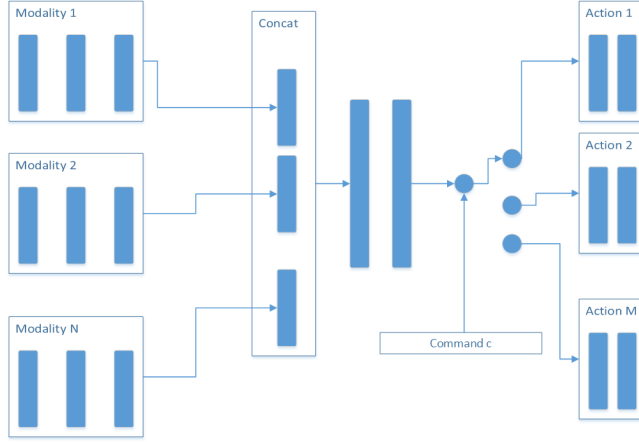 Modality 1
Concat
Action 1
Modality 2
Action 2
Modality N
Command c
Action M